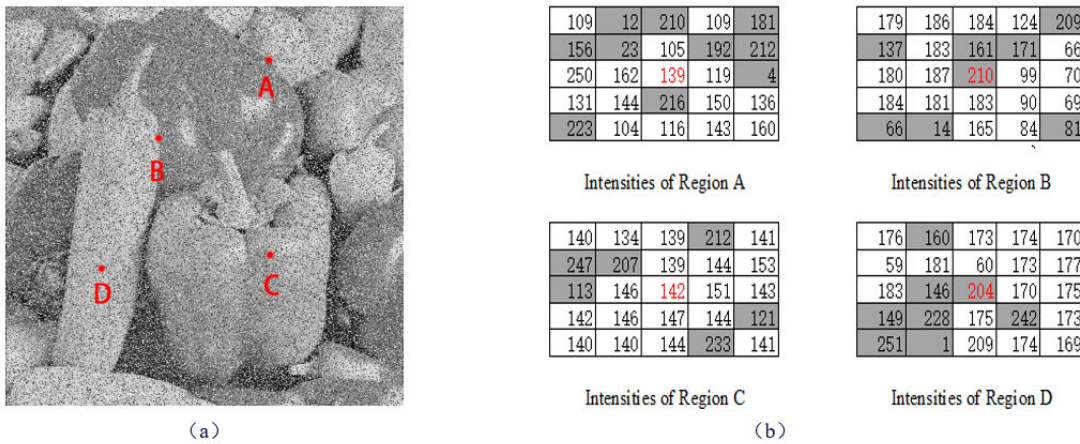 A
B
C
D
(a)
109 12 210 109 181
156 23 105 192 212
250 162 139 119 4
131 144 216 150 136
223 104 116 143 160
Intensities of Region A
179 186 184 124 209
137 183 161 171 66
180 187 210 99 70
184 181 183 90 69
66 14 165 84 81
Intensities of Region B
140 134 139 212 141
247 207 139 144 153
113 146 142 151 143
142 146 147 144 121
140 140 144 233 141
Intensities of Region C
176 160 173 174 170
59 181 60 173 177
183 146 204 170 175
149 228 175 242 173
251 1 209 174 169
Intensities of Region D
(b)